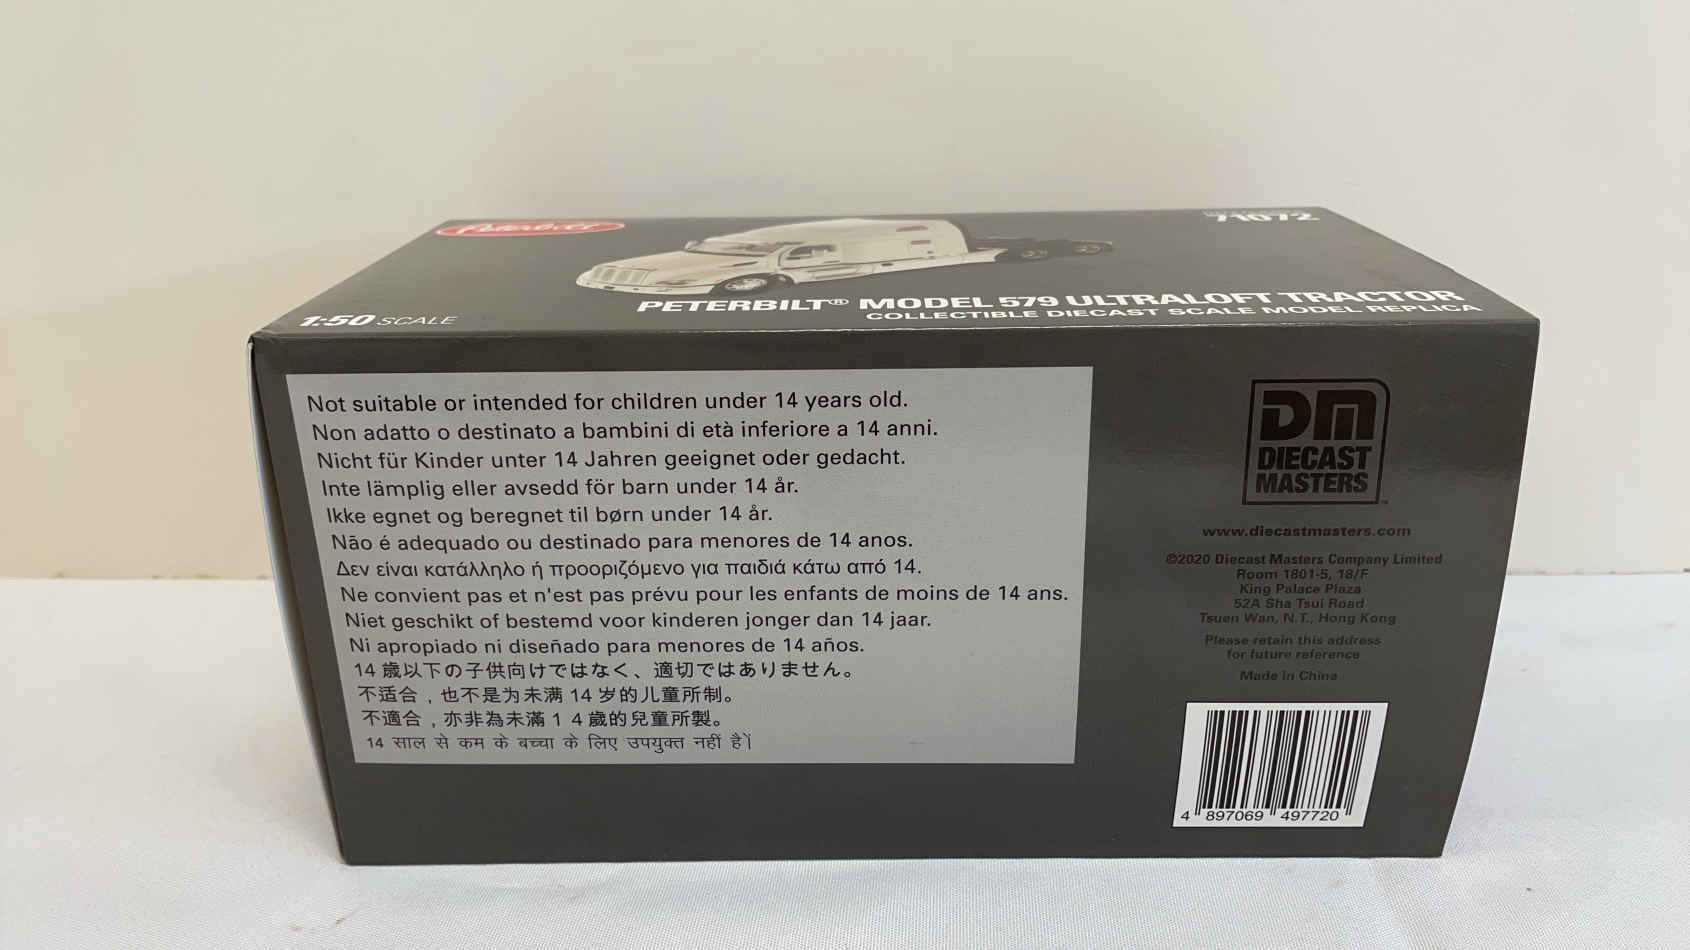 Peterbilt
71072
PETERBILT® MODEL 579 ULTRALOFT TRACTOR
COLLECTIBLE DIECAST SCALE MODEL REPLICA
1:50 SCALE
Not suitable or intended for children under 14 years old.
Non adatto o destinato a bambini di età inferiore a 14 anni.
Nicht für Kinder unter 14 Jahren geeignet oder gedacht.
Inte lämplig eller avsedd för barn under 14 år.
Ikke egnet og beregnet til børn under 14 år.
Não é adequado ou destinado para menores de 14 anos.
Δεν είναι κατάλληλο ή προοριζόμενο για παιδιά κάτω από 14.
Ne convient pas et n'est pas prévu pour les enfants de moins de 14 ans.
Niet geschikt of bestemd voor kinderen jonger dan 14 jaar.
Ni apropiado ni diseñado para menores de 14 años.
14 歳以下の子供向けではなく、適切ではありません。
不适合，也不是为未满 14 岁的儿童所制。
不適合，亦非為未滿１４歲的兒童所製。
14 साल से कम के बच्चा के लिए उपयुक्त नहीं है।
DM
DIECAST
MASTERS
™
www.diecastmasters.com
©2020 Diecast Masters Company Limited
Room 1801-5, 18/F
King Palace Plaza
52A Sha Tsui Road
Tsuen Wan, N.T., Hong Kong
Please retain this address
for future reference
Made in China
4 897069 497720